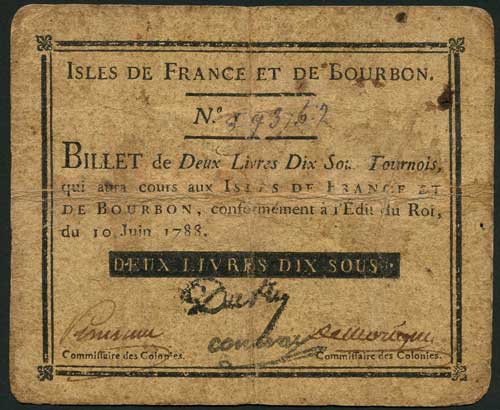 ISLES DE FRANCE ET DE BOURBON.
N.º 39362
BILLET de Deux Livres Dix Sous Tournois,
qui aura cours aux ISLES DE FRANCE ET
DE BOURBON, conformément à l'Edit du Roi,
du 10 Juin 1788.
DEUX LIVRES DIX SOUS.
Commissaire des Colonies. Commissaire des Colonies.